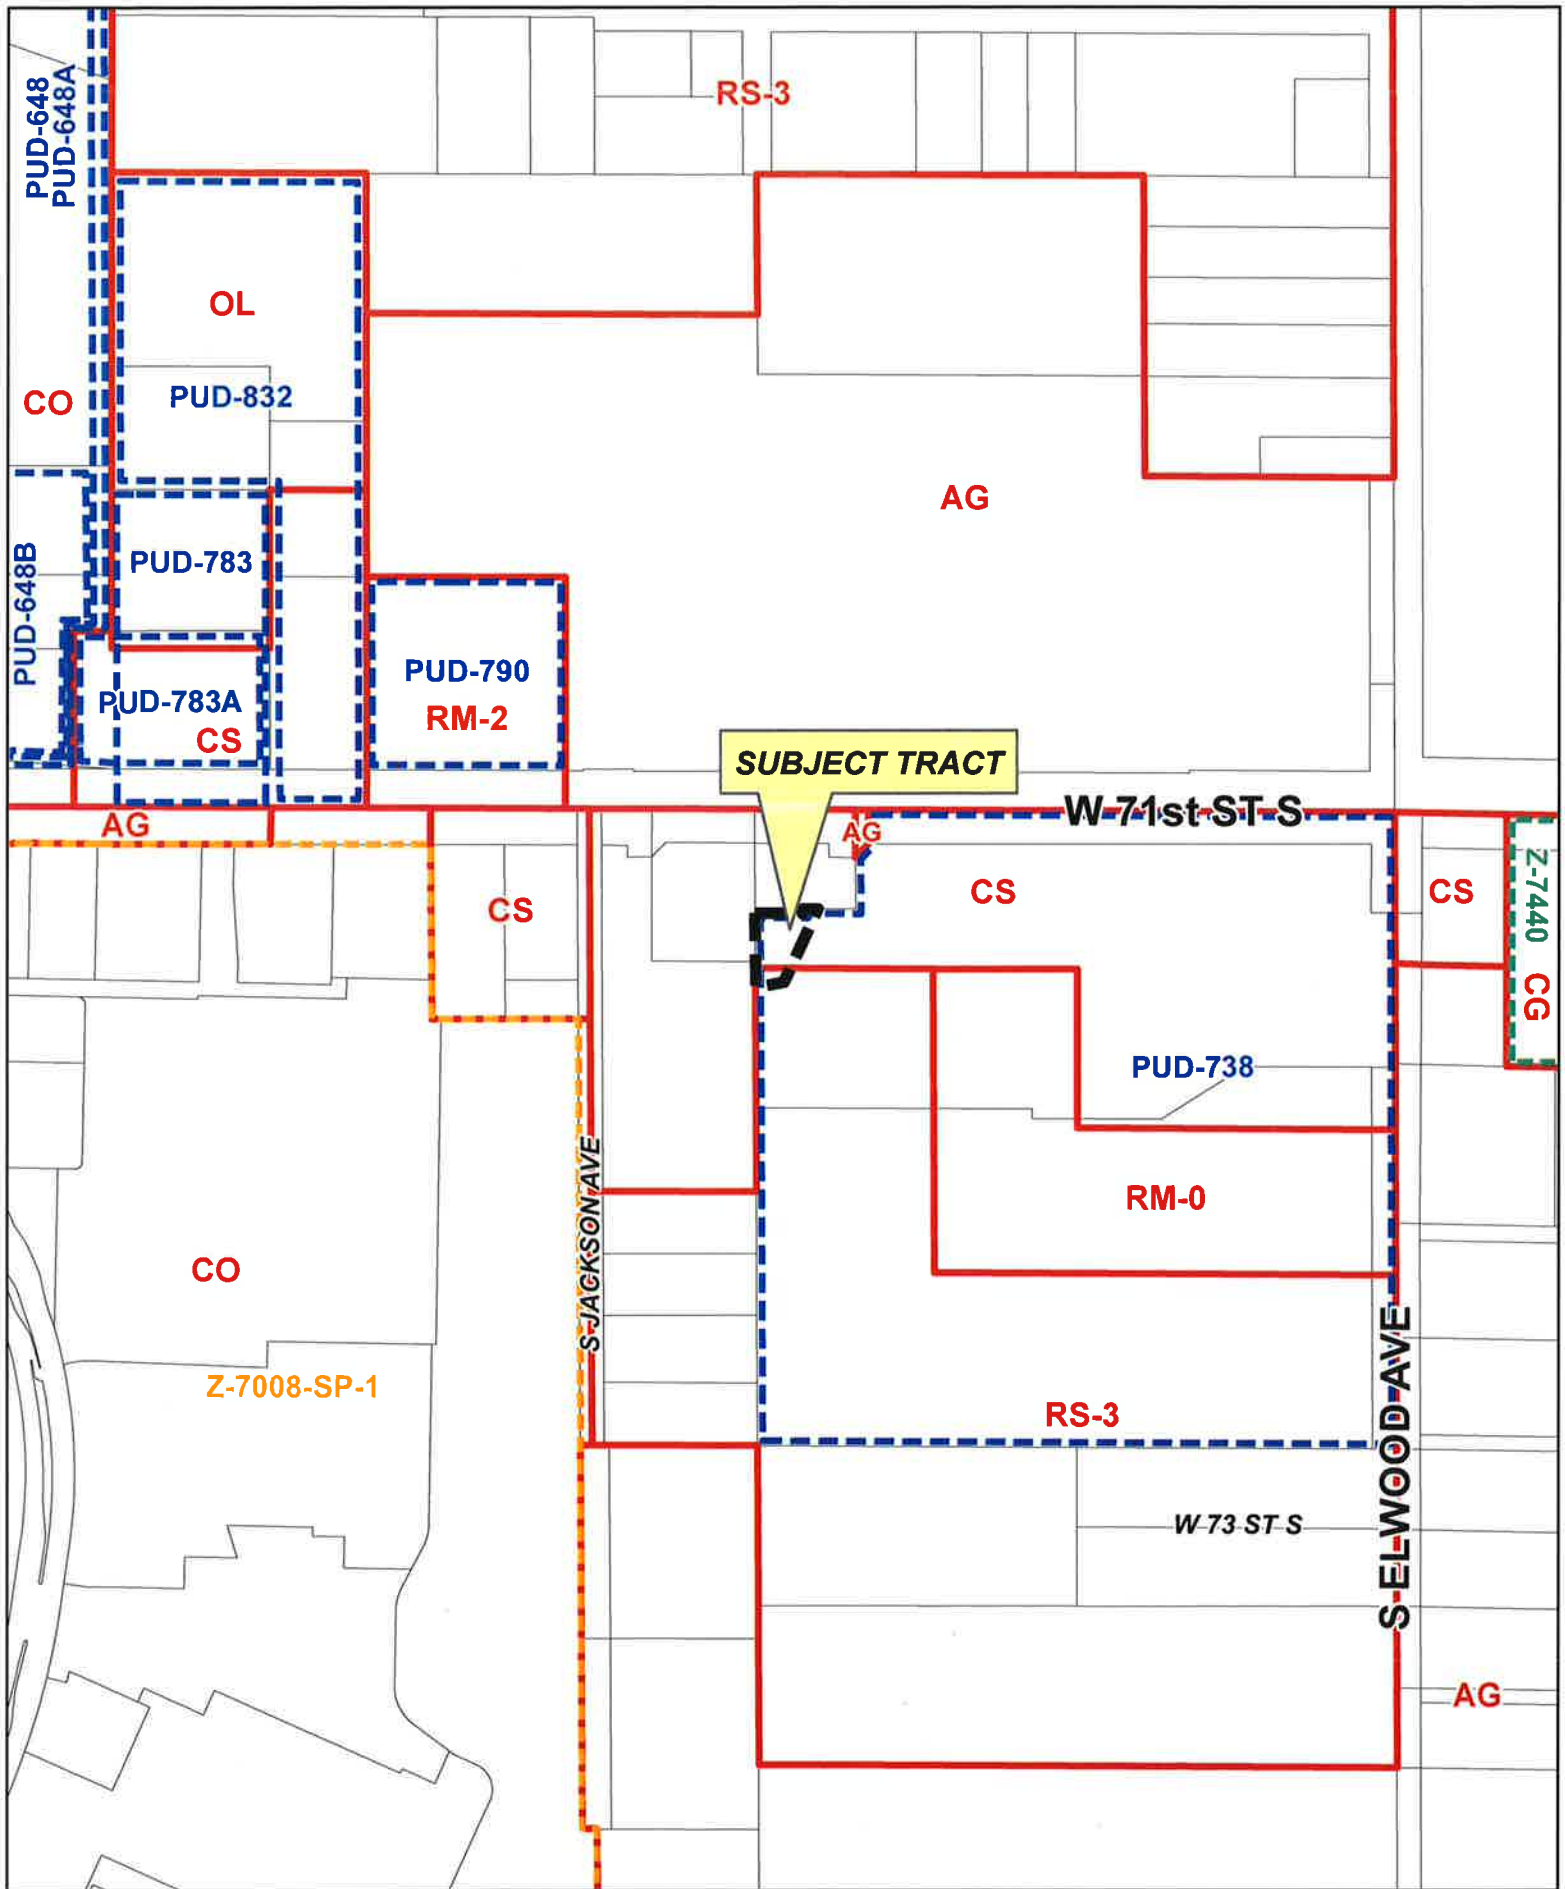 PUD-648
PUD-648A
RS-3
OL
PUD-832
CO
AG
PUD-783
PUD-648B
PUD-790
RM-2
PUD-783A
CS
SUBJECT TRACT
W 71st ST S
AG
AG
CS
CS
CS
Z-7440
CG
PUD-738
S JACKSON AVE
RM-0
CO
Z-7008-SP-1
RS-3
S ELWOOD AVE
W 73 ST S
AG